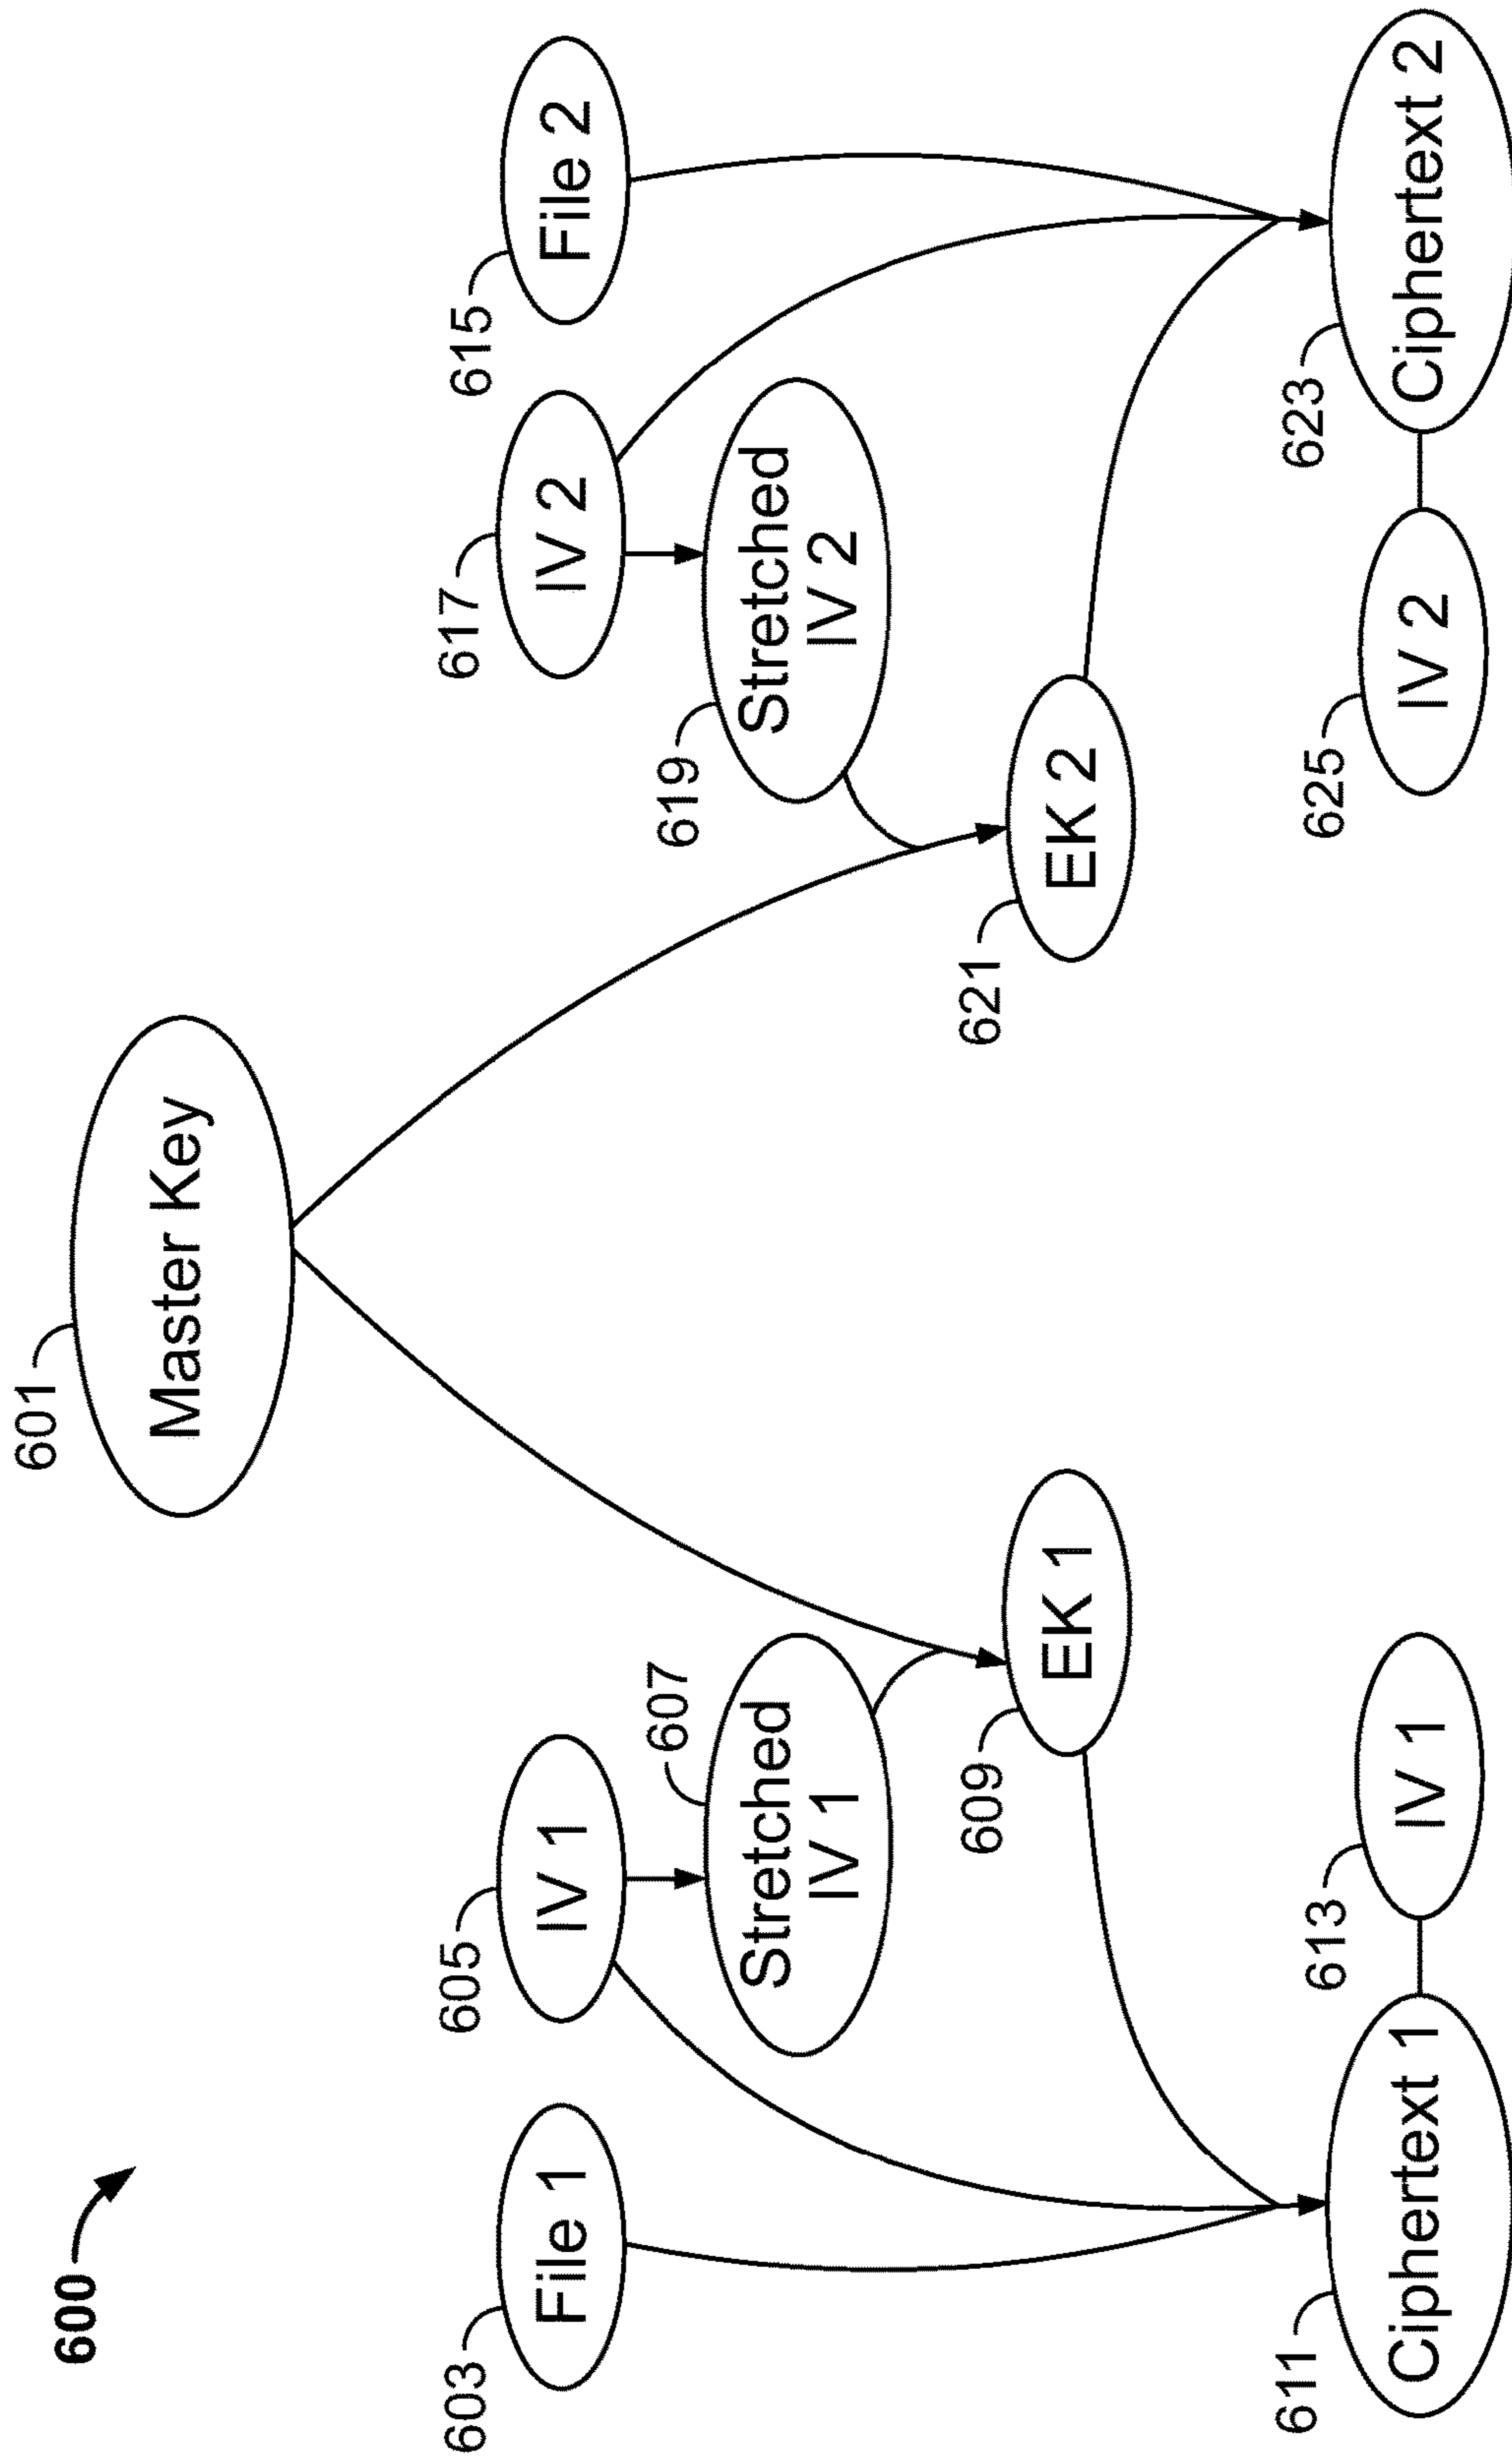 600
601
Master Key
603
File 1
605
IV 1
617
IV 2
615
File 2
607
Stretched
IV 1
619
Stretched
IV 2
609
EK 1
621
EK 2
611
Ciphertext 1
613
IV 1
625
IV 2
623
Ciphertext 2